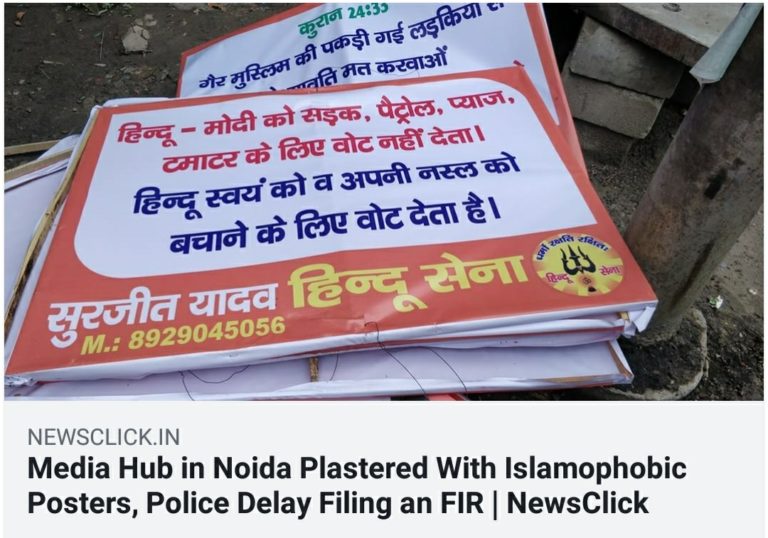 कुरान 24:33
गैर मुस्लिम की पकड़ी गई लड़कियों से
मत करवाओं
हिन्दू – मोदी को सड़क, पैट्रोल, प्याज,
टमाटर के लिए वोट नहीं देता।
हिन्दू स्वयं को व अपनी नस्ल को
बचाने के लिए वोट देता है।
सुरजीत यादव हिन्दू सेना
M.: 8929045056
धर्मो रक्षति रक्षितः
हिन्दू सेना
NEWSCLICK.IN
Media Hub in Noida Plastered With Islamophobic
Posters, Police Delay Filing an FIR | NewsClick